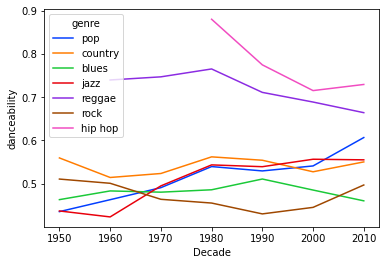 genre
pop
country
blues
jazz
reggae
rock
hip hop
danceability
0.9
0.8
0.7
0.6
0.5
1950 1960 1970 1980 1990 2000 2010
Decade